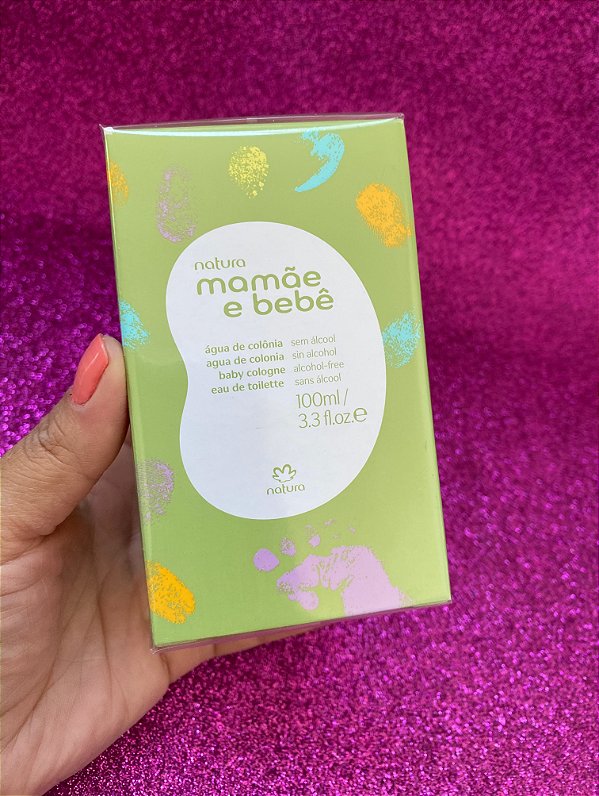 natura
mamãe
e bebê
água de colônia sem álcool
agua de colonia sin alcohol
baby cologne alcohol-free
eau de toilette sans álcool
100ml/
3.3 fl.oz.e
natura